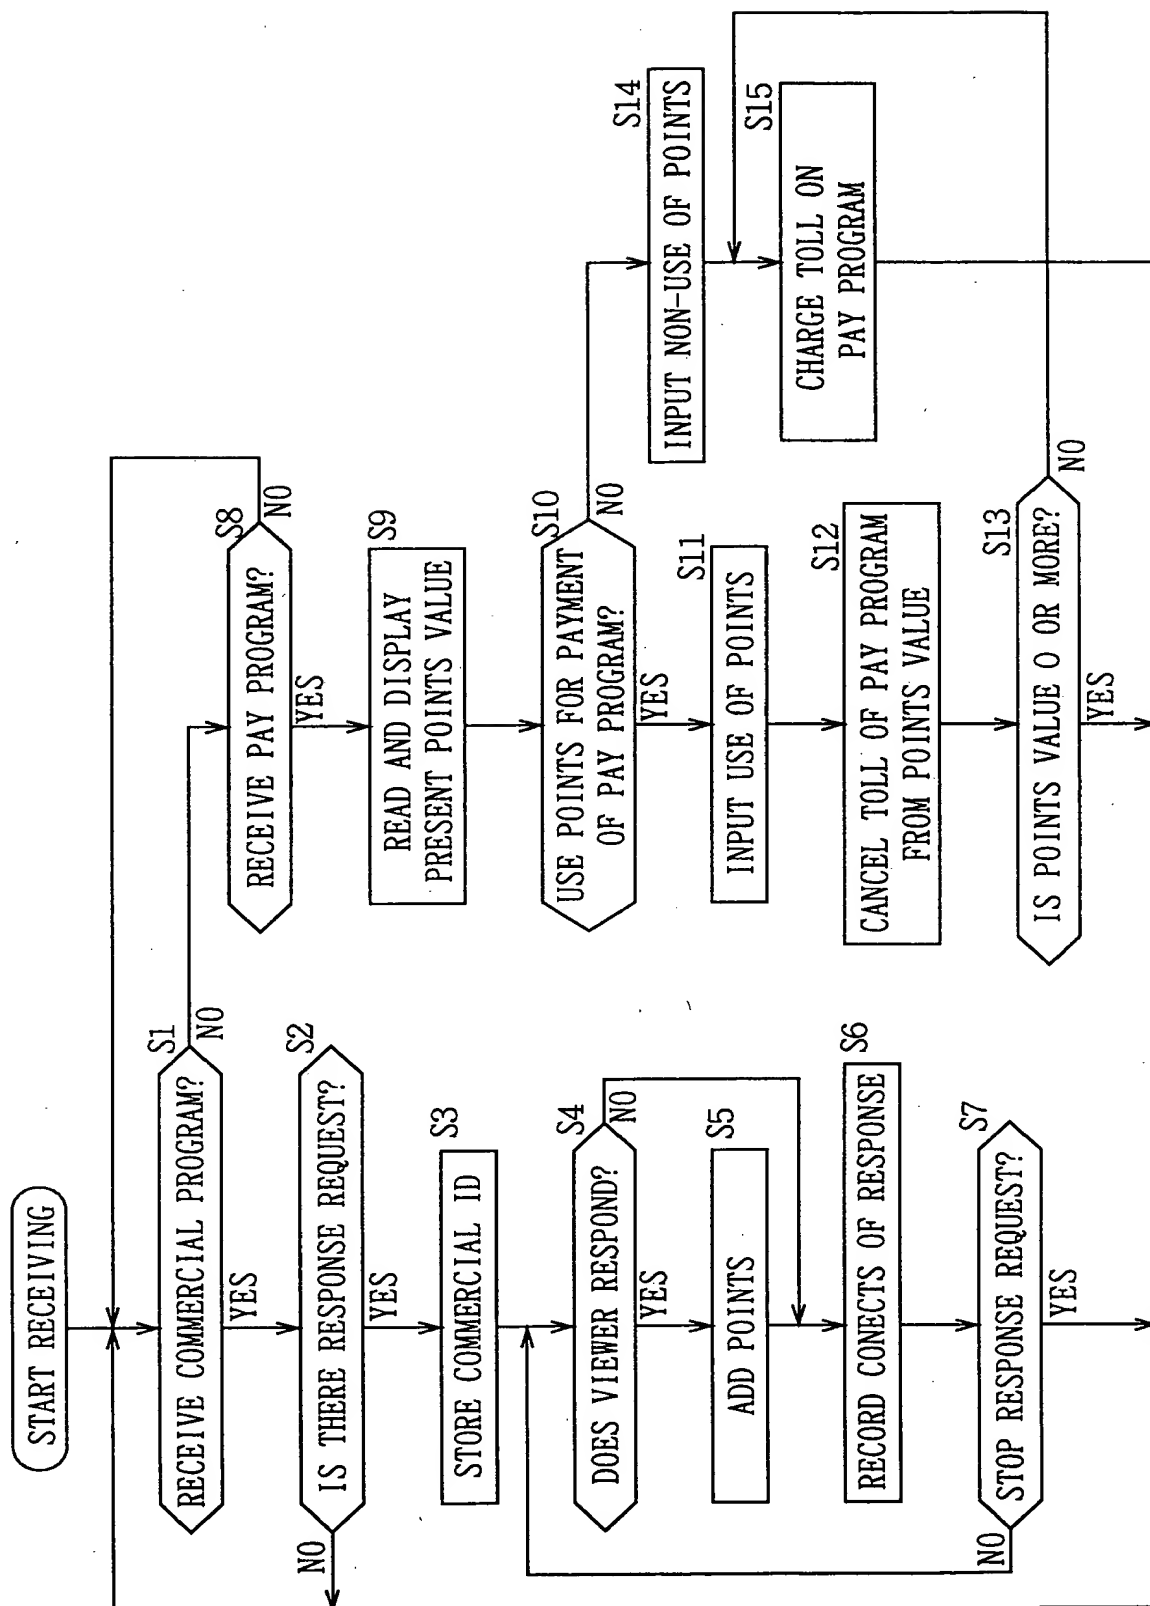 START RECEIVING
S1
RECEIVE COMMERCIAL PROGRAM?
NO
YES
S2
IS THERE RESPONSE REQUEST?
NO
YES
S3
STORE COMMERCIAL ID
S4
DOES VIEWER RESPOND?
NO
YES
S5
ADD POINTS
S6
RECORD CONECTS OF RESPONSE
S7
STOP RESPONSE REQUEST?
NO
YES
S8
RECEIVE PAY PROGRAM?
NO
YES
S9
READ AND DISPLAY
PRESENT POINTS VALUE
S10
USE POINTS FOR PAYMENT
OF PAY PROGRAM?
NO
YES
S11
INPUT USE OF POINTS
S12
CANCEL TOLL OF PAY PROGRAM
FROM POINTS VALUE
S13
IS POINTS VALUE O OR MORE?
NO
YES
S14
INPUT NON-USE OF POINTS
S15
CHARGE TOLL ON
PAY PROGRAM